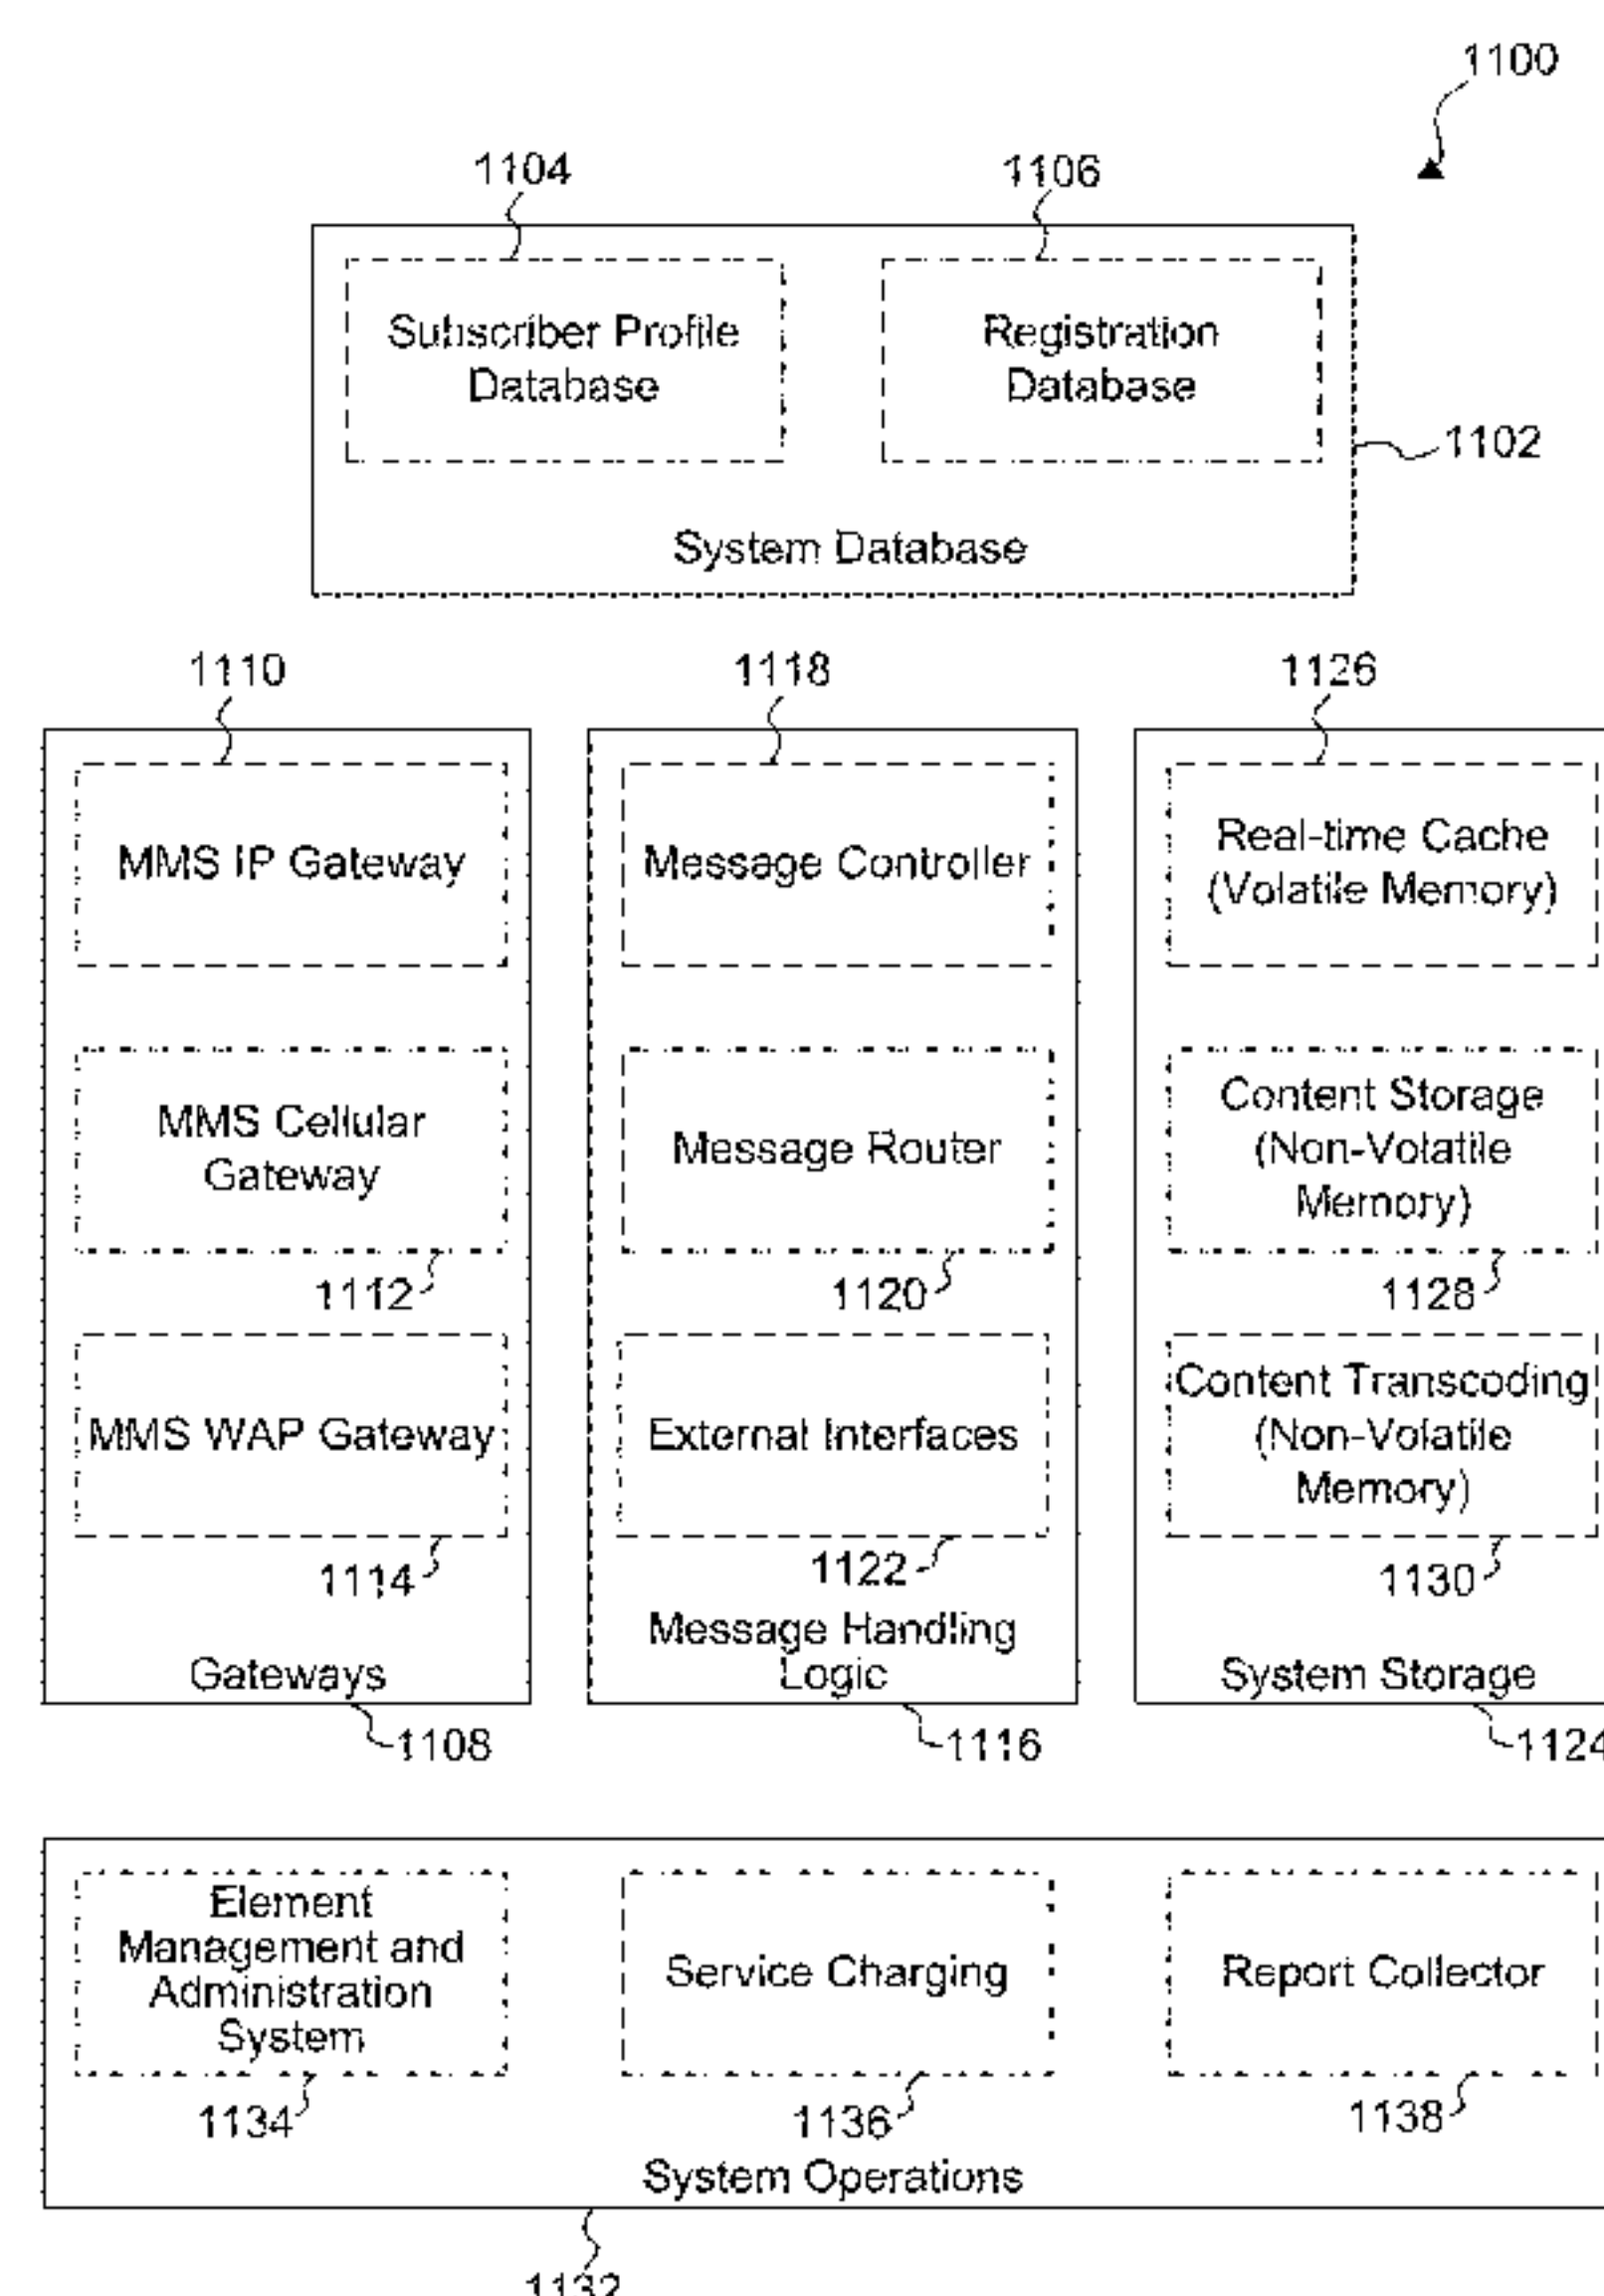 1100
1104
1106
Subscriber Profile
Database
Registration
Database
1102
System Database
1110
1118
1126
MMS IP Gateway
Message Controller
Real-time Cache
(Volatile Memory)
MMS Cellular
Gateway
Message Router
Content Storage
(Non-Volatile
Memory)
1112
1120
1128
MMS WAP Gateway
External Interfaces
Content Transcoding
(Non-Volatile
Memory)
1114
1122
1130
Gateways
Message Handling
Logic
System Storage
1108
1116
1124
Element
Management and
Administration
System
Service Charging
Report Collector
1134
1136
1138
System Operations
1132